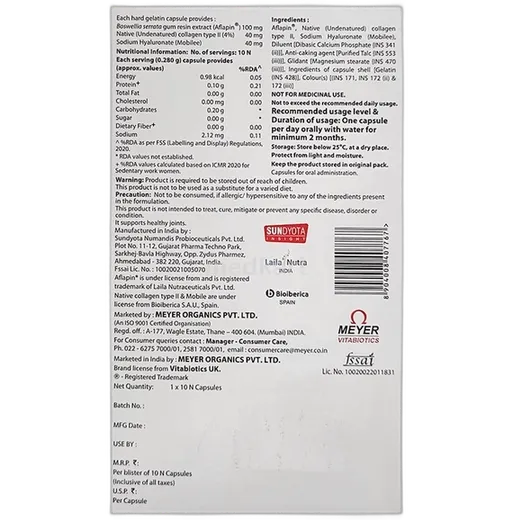 Each hard gelatin capsule provides :
Boswellia serrata gum resin extract (Aflapin®) 100 mg
Native (Undenatured) collagen type II (4%) 40 mg
Sodium Hyaluronate (Mobilee) 40 mg
Nutritional Information: No. of servings: 10 N
Each serving (0.280 g) capsule provides
(approx. values) %RDA^
Energy 0.98 kcal 0.05
Protein+ 0.10 g 0.21
Total Fat 0.00 g 0.00
Cholesterol 0.00 mg 0.00
Carbohydrates 0.20 g *
Sugar 0.00 g *
Dietary Fiber+ 0.00 g 0.00
Sodium 2.12 mg 0.11
^ %RDA as per FSS (Labelling and Display) Regulations,
2020.
* RDA values not established.
+ %RDA values calculated based on ICMR 2020 for
Sedentary work women.
Ingredients :
Aflapin®, Native (Undenatured) collagen
type II, Sodium Hyaluronate (Mobilee),
Diluent [Dibasic Calcium Phosphate (INS 341
(ii))], Anti-caking agent [Purified Talc (INS 553
(iii))], Glidant [Magnesium stearate (INS 470
(iii))], Ingredients of capsule shell [Gelatin
(INS 428)], Colour(s) [(INS 171, INS 172 (ii) &
172 (iii)]
NOT FOR MEDICINAL USE.
Not to exceed the recommended daily usage.
Recommended usage level &
Duration of usage: One capsule
per day orally with water for
minimum 2 months.
Storage: Store below 25°C, at a dry place.
Protect from light and moisture.
Keep the product stored in original pack.
Capsules for oral administration.
Warning: Product is required to be stored out of reach of children.
This product is not to be used as a substitute for a varied diet.
Precaution: Not to be consumed, if allergic/ hypersensitive to any of the ingredients present
in the formulation.
This product is not intended to treat, cure, mitigate or prevent any specific disease, disorder or
condition.
It supports healthy joints.
Manufactured in India by :
Sundyota Numandis Probioceuticals Pvt. Ltd.
Plot No. 11-12, Gujarat Pharma Techno Park,
Sarkhej-Bavla Highway, Opp. Zydus Pharmez,
Ahmedabad - 382 220, Gujarat, India.
Fssai Lic No.: 10020021005070
Aflapin® is under license from and is registered
trademark of Laila Nutraceuticals Pvt. Ltd.
Native collagen type II & Mobilee are under
license from Bioiberica S.A.U., Spain.
SUNDYOTA
INSIGHT
Laila Nutra
INDIA
Bioiberica
SPAIN
8904008407767
Marketed by : MEYER ORGANICS PVT. LTD.
(An ISO 9001 Certified Organisation)
Regd. off. : A-177, Wagle Estate, Thane – 400 604. (Mumbai) INDIA.
For Consumer queries contact : Manager - Consumer Care,
Ph. 022 - 6275 7000/01, 2581 7000/01, email : consumercare@meyer.co.in
Marketed in India by : MEYER ORGANICS PVT. LTD.
Brand license from Vitabiotics UK.
® - Registered Trademark
Net Quantity: 1 x 10 N Capsules
MEYER
VITABIOTICS
fssai
Lic. No. 10020022011831
Batch No. :
MFG Date :
USE BY :
M.R.P. ₹:
Per blister of 10 N Capsules
(Inclusive of all taxes)
U.S.P. ₹:
Per Capsule